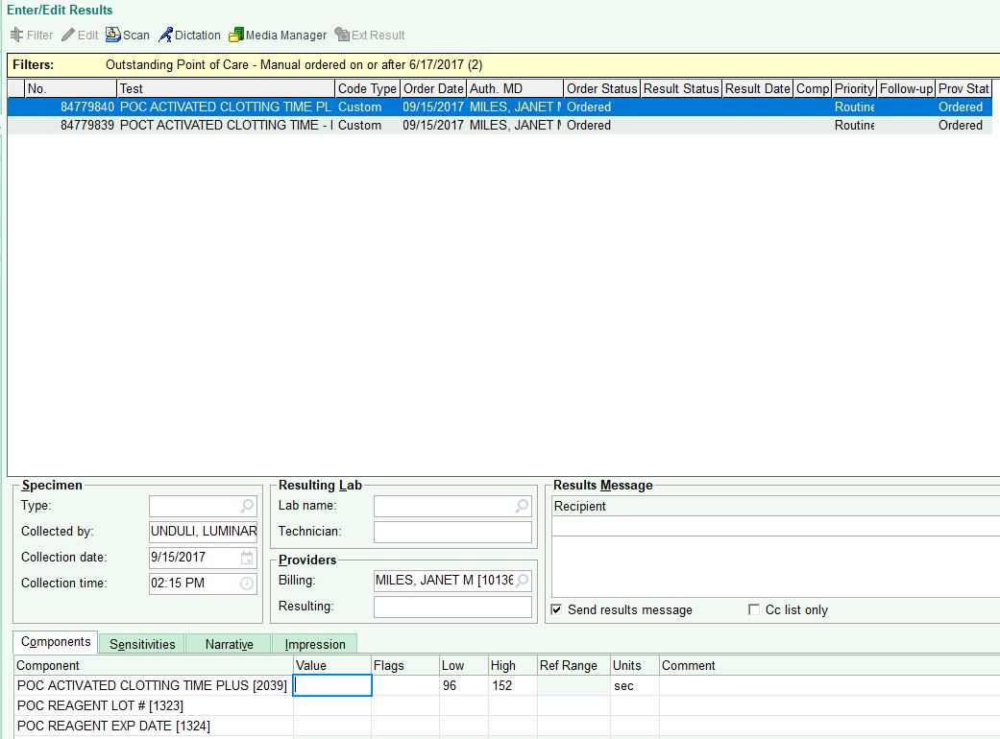 Enter/Edit Results
Filter Edit Scan Dictation Media Manager Ext Result
Filters: Outstanding Point of Care - Manual ordered on or after 6/17/2017 (2)
No. Test Code Type Order Date Auth. MD Order Status Result Status Result Date Comp Priority Follow-up Prov Stat
84779840 POC ACTIVATED CLOTTING TIME PL Custom 09/15/2017 MILES, JANET M Ordered Routine Ordered
84779839 POCT ACTIVATED CLOTTING TIME - I Custom 09/15/2017 MILES, JANET M Ordered Routine Ordered
Specimen
Type:
Collected by: UNDULI, LUMINAR
Collection date: 9/15/2017
Collection time: 02:15 PM
Resulting Lab
Lab name:
Technician:
Providers
Billing: MILES, JANET M [10136
Resulting:
Results Message
Recipient
Send results message Cc list only
Components Sensitivities Narrative Impression
Component Value Flags Low High Ref Range Units Comment
POC ACTIVATED CLOTTING TIME PLUS [2039] 96 152 sec
POC REAGENT LOT # [1323]
POC REAGENT EXP DATE [1324]